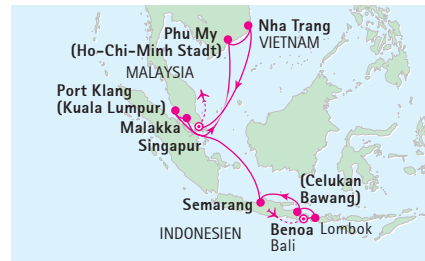 Phu My
(Ho-Chi-Minh Stadt)
Nha Trang
VIETNAM
MALAYSIA
Port Klang
(Kuala Lumpur)
Malakka
Singapur
(Celukan
Bawang)
Semarang
INDONESIEN
Benoa
Bali
Lombok